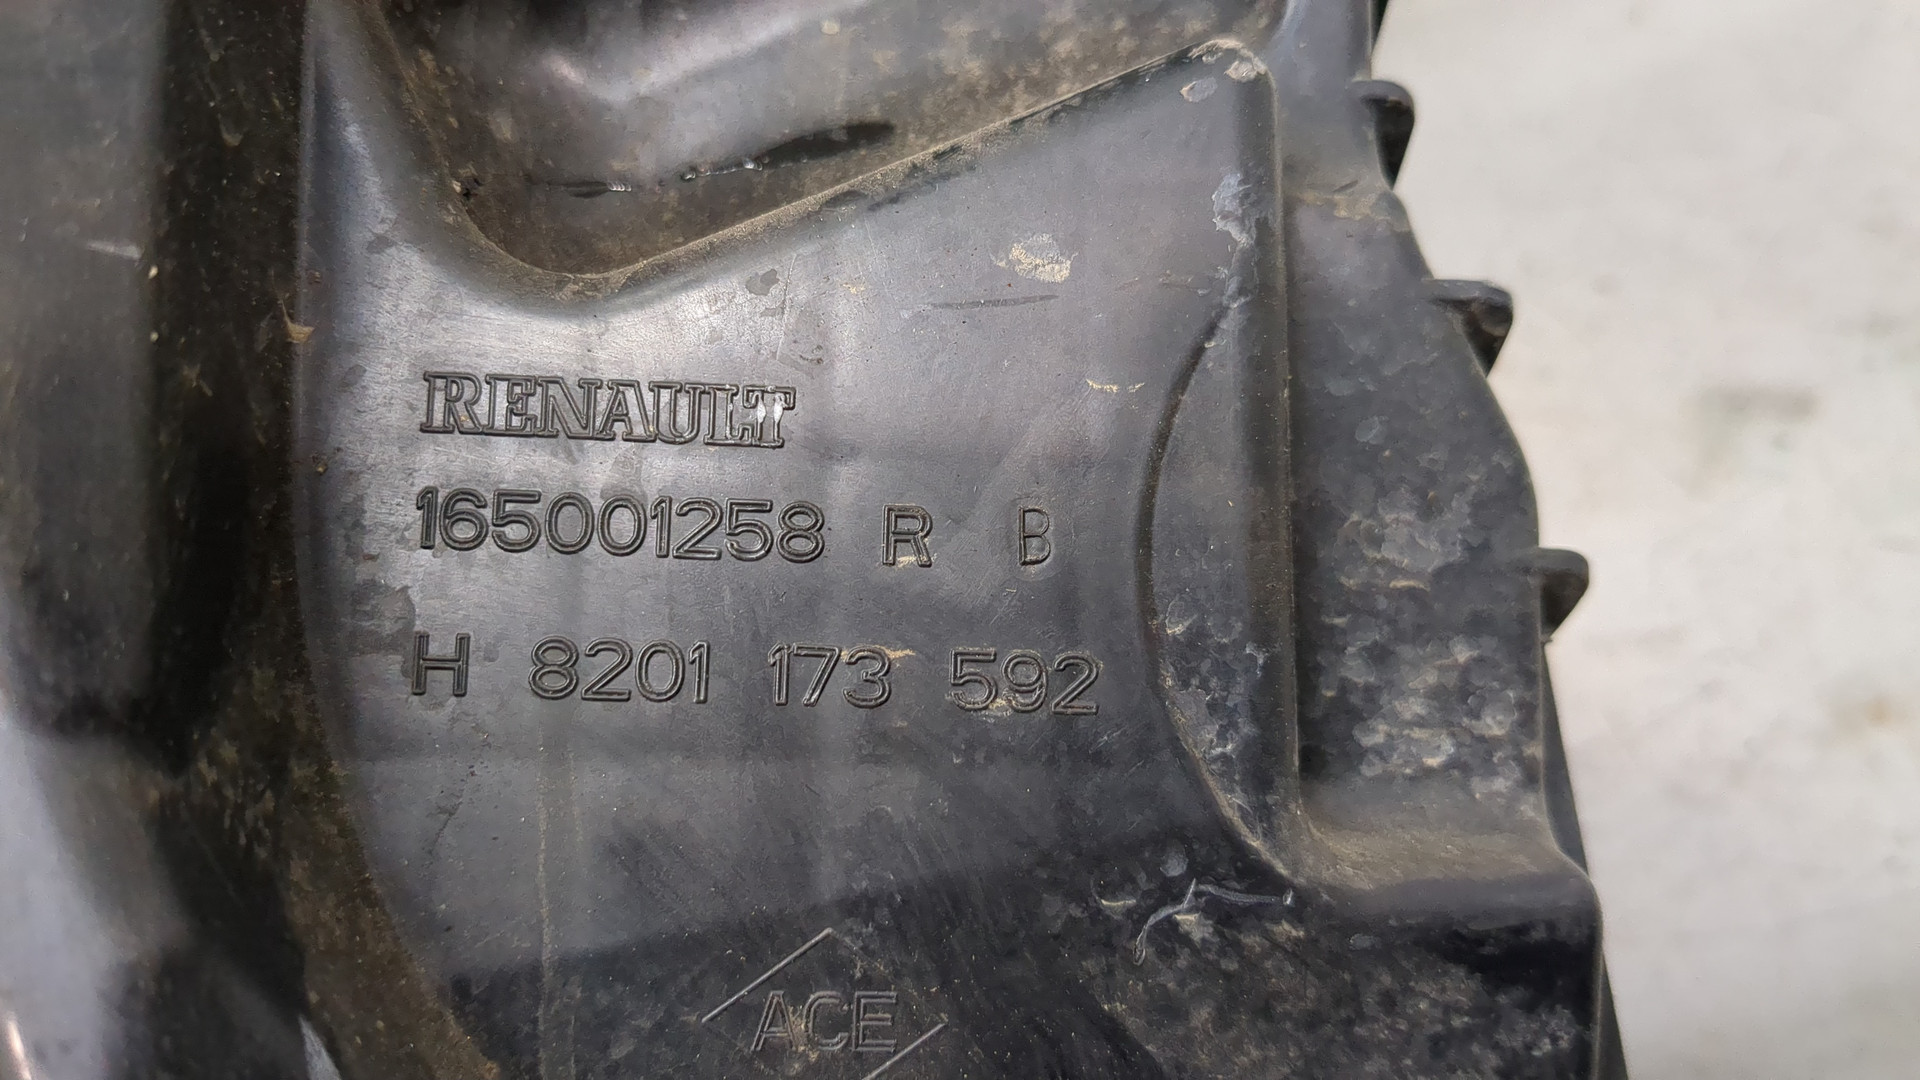 RENAULT
165001258 R B
H 8201 173 592
ACE